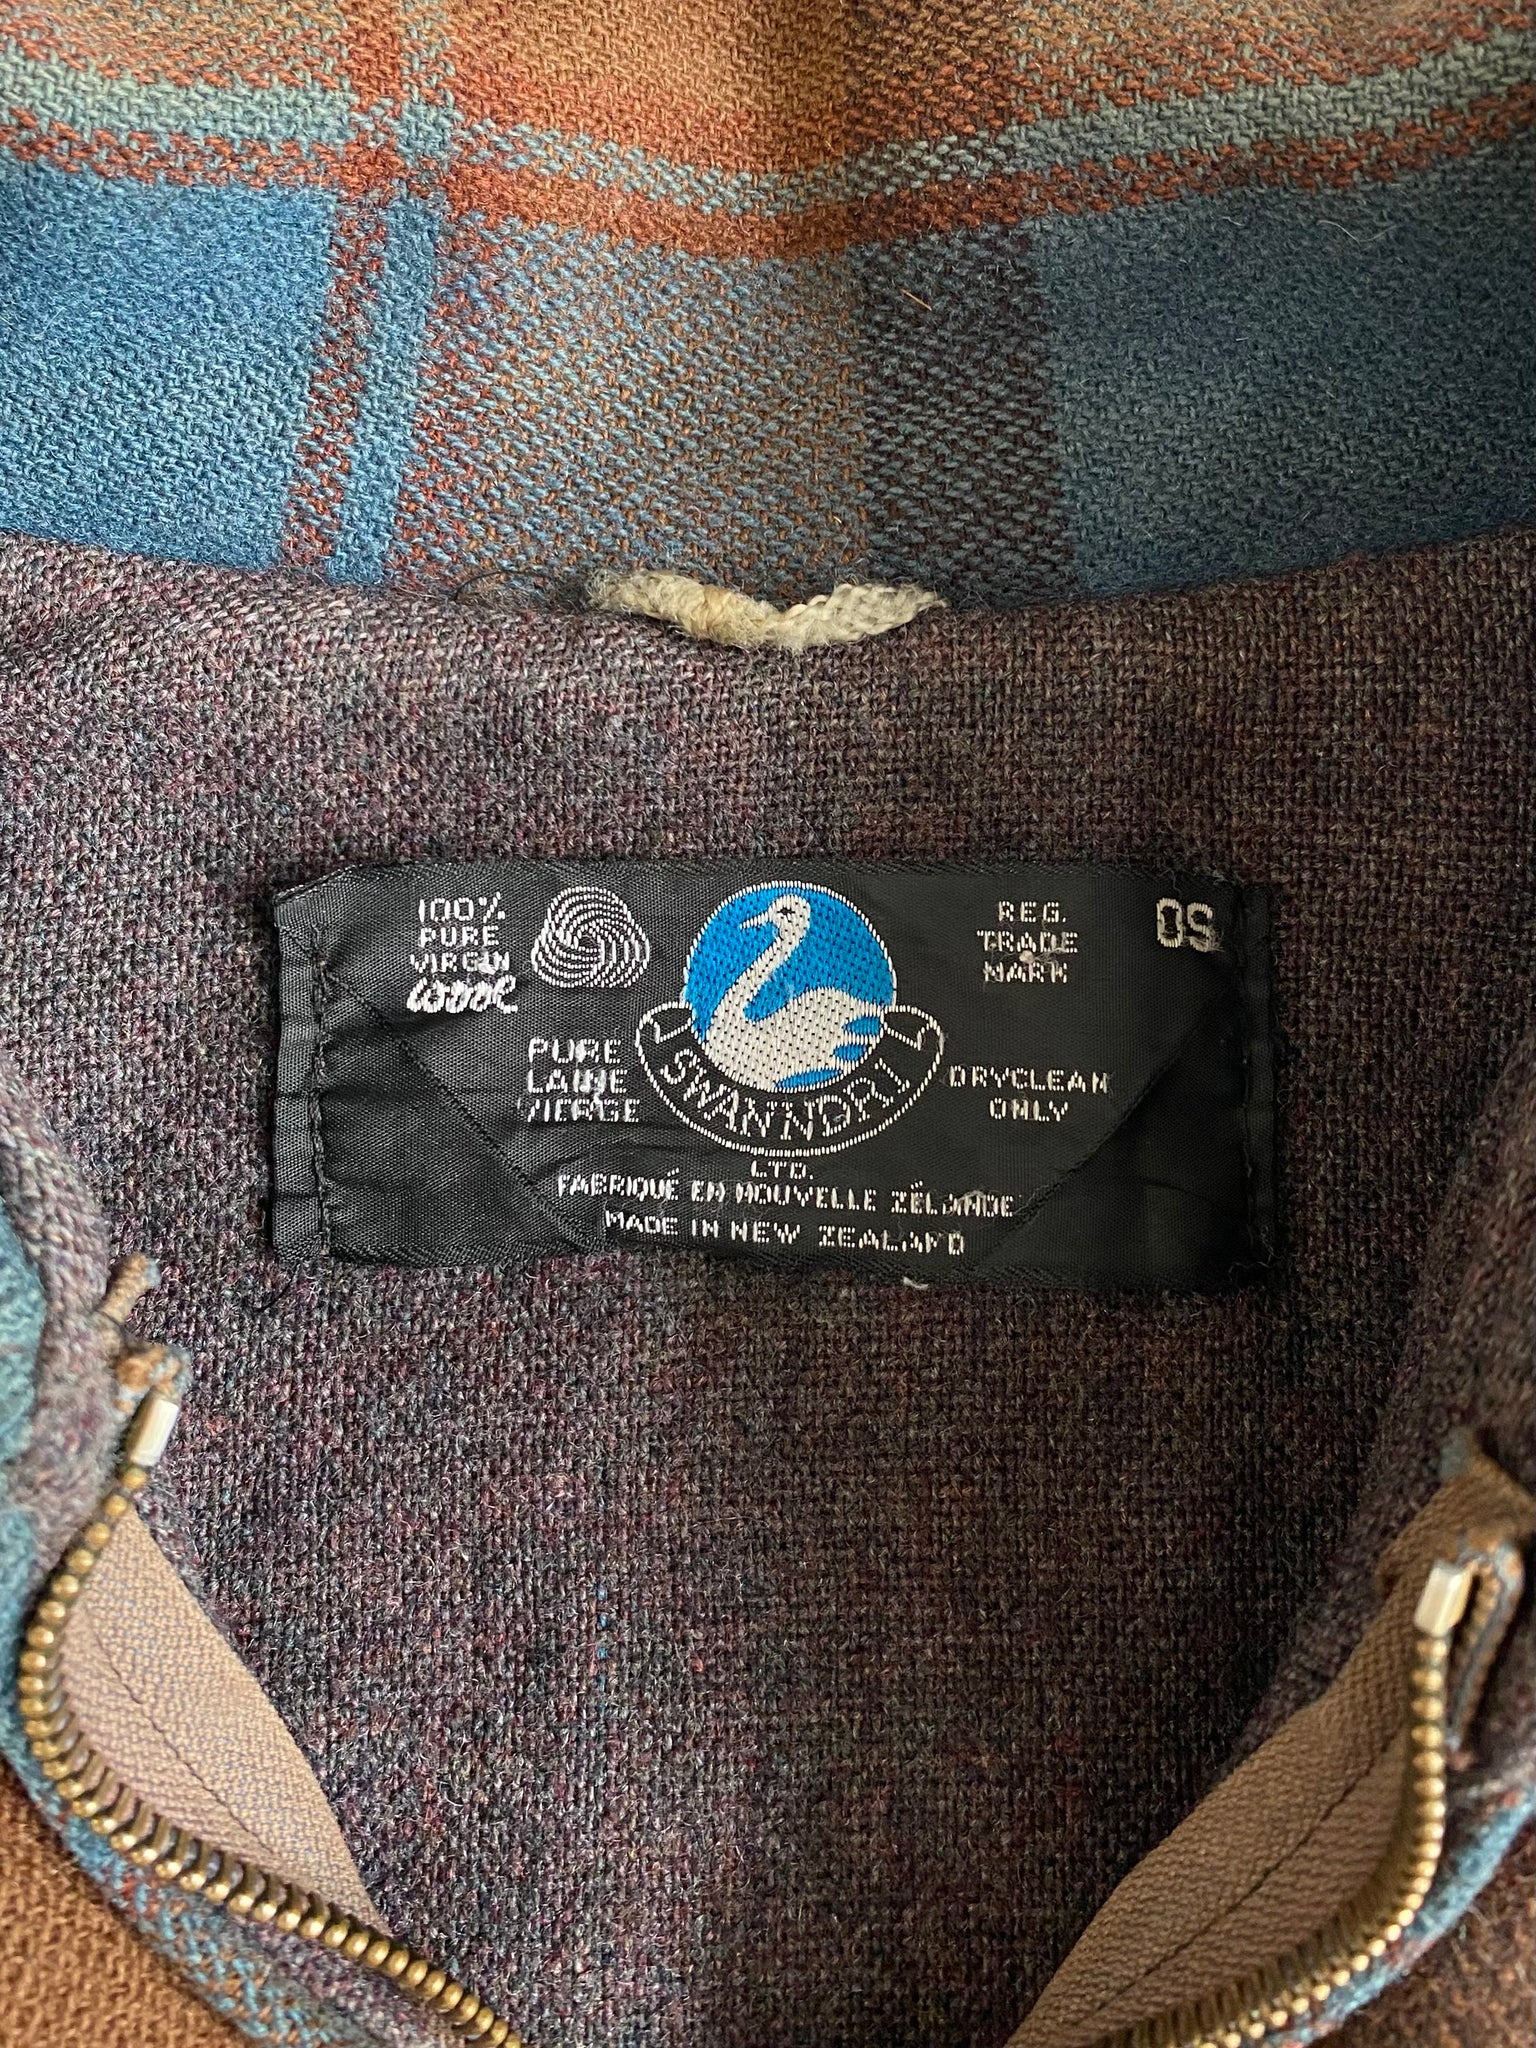 100%
PURE
VIRGIN
WOOL
PURE
LAINE
VIERGE
SWANNDRI
LTD.
REG.
TRADE
MARK
OS
DRYCLEAN
ONLY
FABRIQUÉ EN NOUVELLE ZÉLANDE
MADE IN NEW ZEALAND